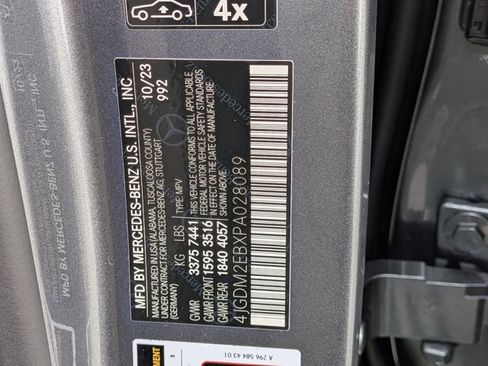 4x
MFD BY MERCEDES-BENZ U.S. INTL., INC 10/23
MADE IN USA (ALABAMA, TUSCALOOSA COUNTY) 992
UNDER CONTRACT FROM MERCEDES-BENZ AG, STUTTGART
(GERMANY)
KG LBS TYPE: MPV
GVWR 3375 7441 THIS VEHICLE CONFORMS TO ALL APPLICABLE
GAWR FRONT 1595 3516 FEDERAL MOTOR VEHICLE SAFETY STANDARDS
GAWR REAR 1840 4057 IN EFFECT ON THE DATE OF MANUFACTURE
SHOWN ABOVE.
4JGDM2EBXPA028089
A 296 584 43 01